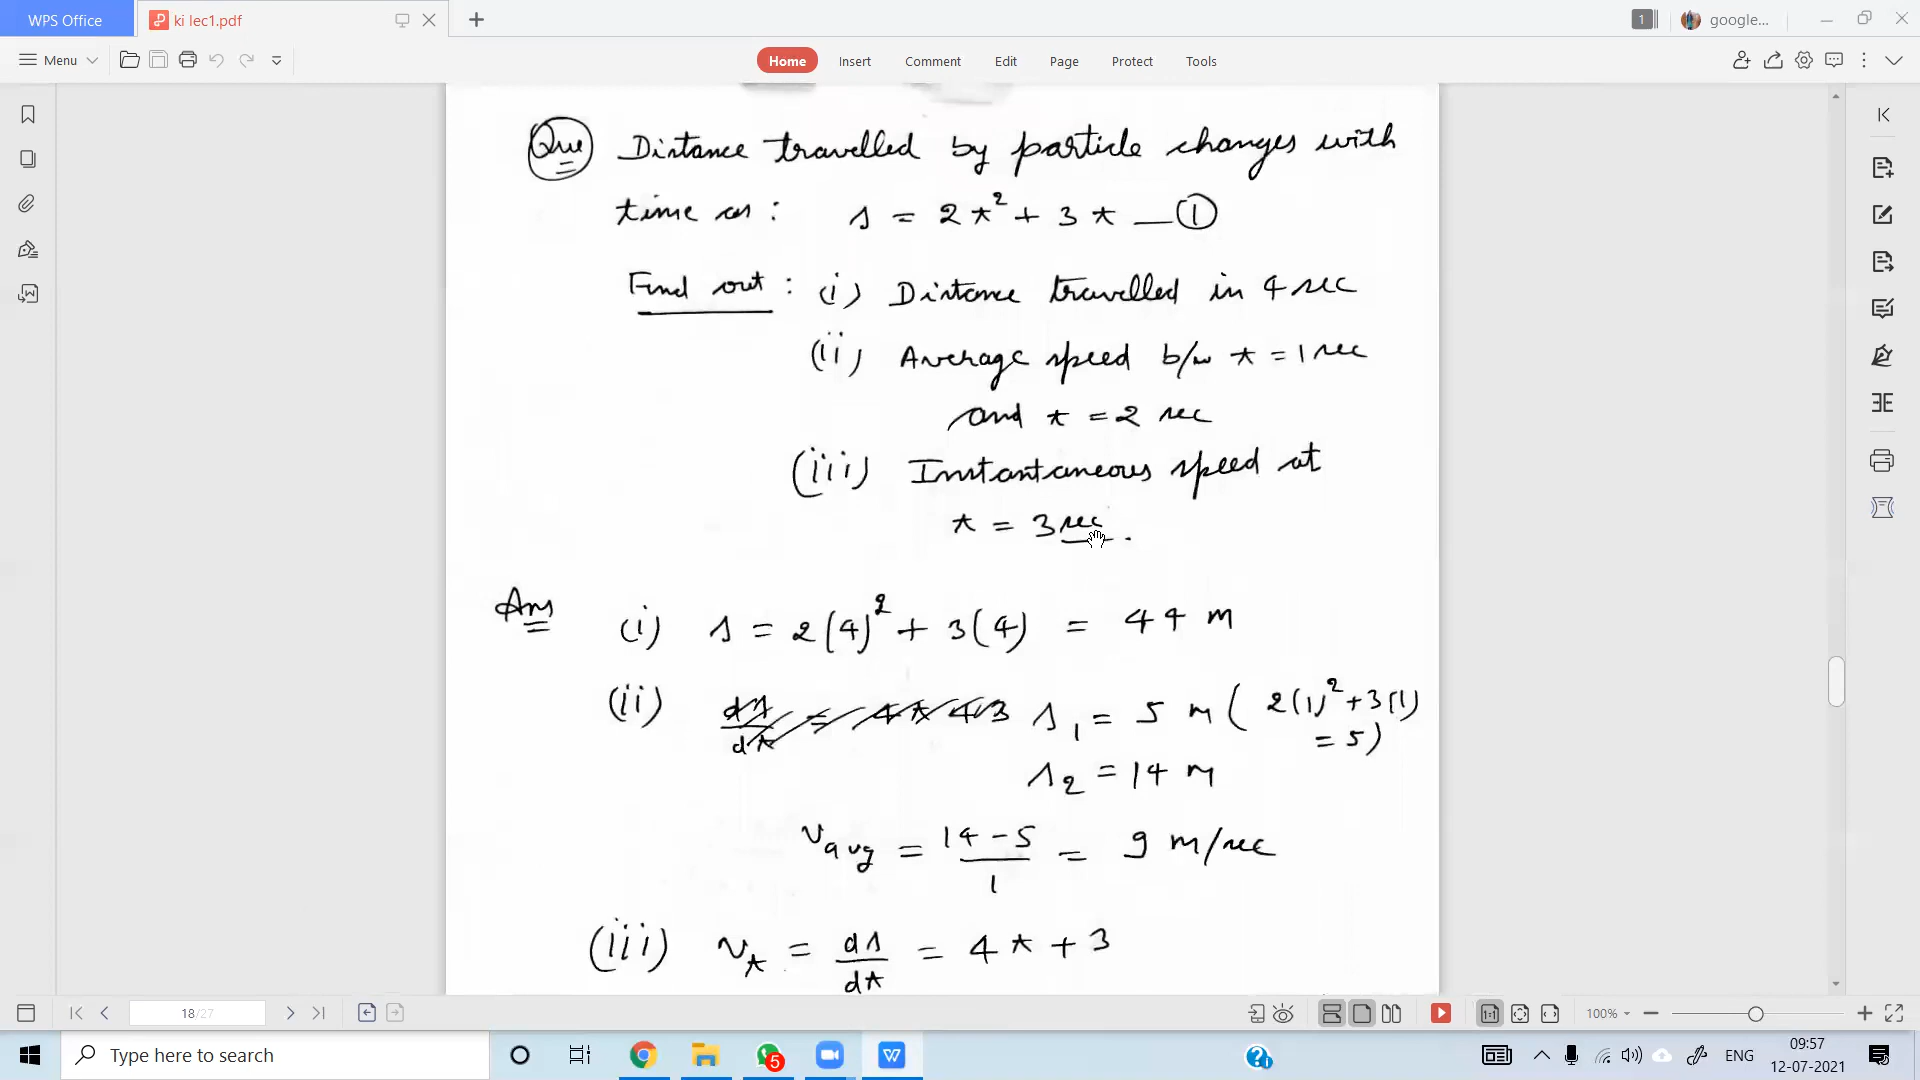 WPS Office
ki lec1.pdf
1
google...
Menu
Home Insert Comment Edit Page Protect Tools
Que Distance travelled by particle changes with
time as : s = 2t² + 3t — ①
Find out : (i) Distance travelled in 4 sec
(ii) Average speed b/w t = 1 sec
and t = 2 sec
(iii) Instantaneous speed at
t = 3 sec.
Ans (i) s = 2(4)² + 3(4) = 44 m
(ii) ds/dt = 4t+3 s₁ = 5 m ( 2(1)² + 3(1)
= 5)
s₂ = 14 m
v avg = 14 - 5 / 1 = 9 m/sec
(iii) v t = ds/dt = 4t + 3
18/27
1:1
100%
Type here to search
5
ENG
09:57
12-07-2021